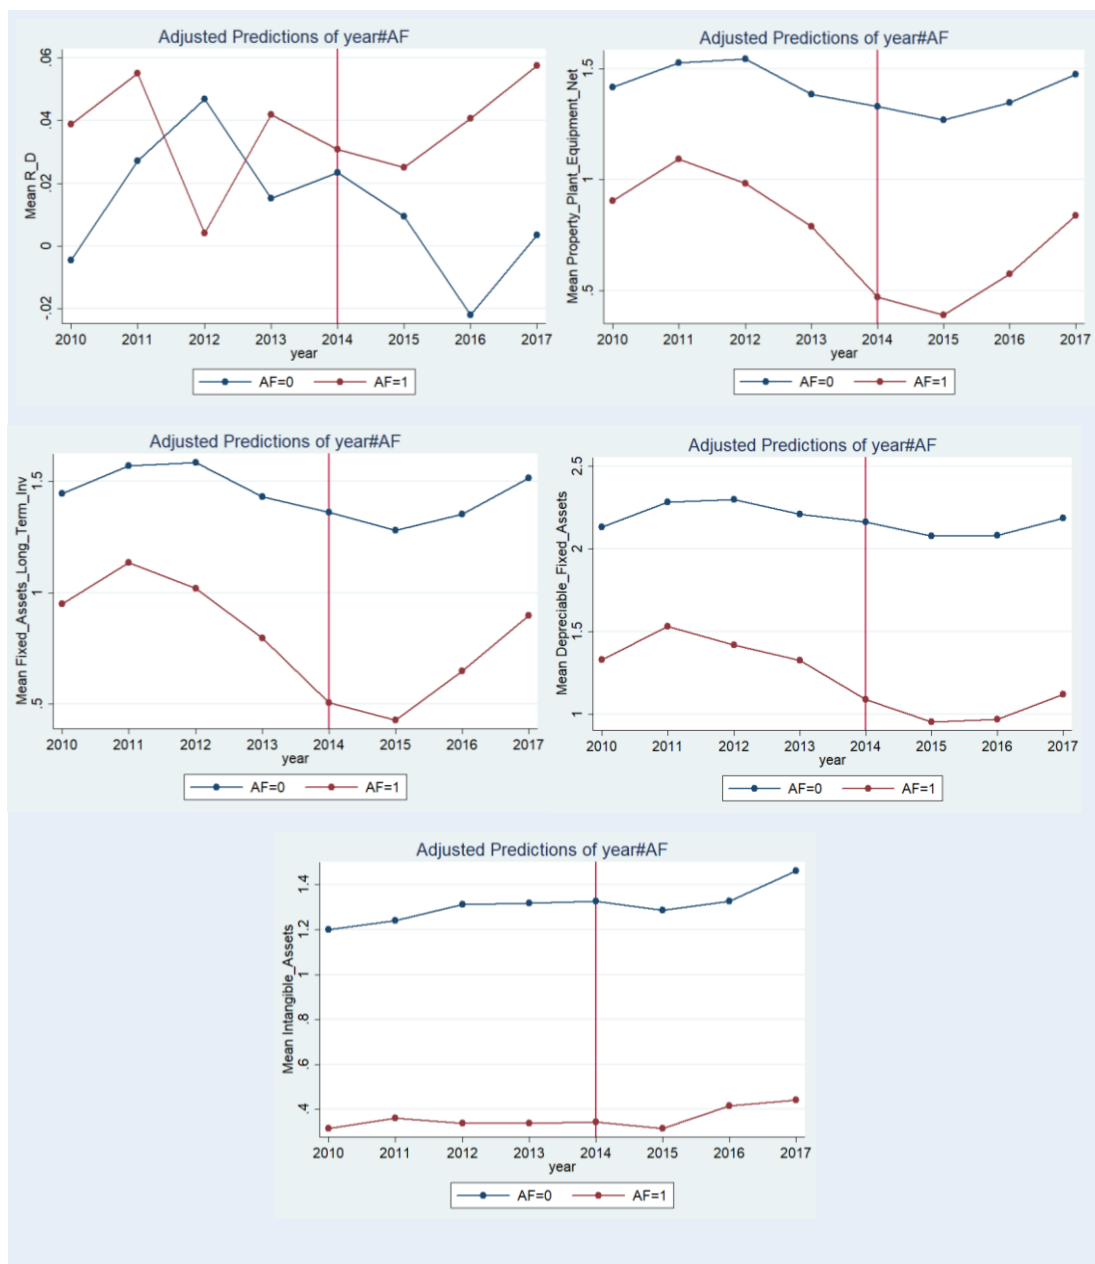 Adjusted Predictions of year#AF
Mean R_D
.06
.04
.02
0
-.02
2010 2011 2012 2013 2014 2015 2016 2017
year
AF=0 AF=1
Adjusted Predictions of year#AF
Mean Property_Plant_Equipment_Net
1.5
1
.5
2010 2011 2012 2013 2014 2015 2016 2017
year
AF=0 AF=1
Adjusted Predictions of year#AF
Mean Fixed_Assets_Long_Term_Inv
1.5
1
.5
2010 2011 2012 2013 2014 2015 2016 2017
year
AF=0 AF=1
Adjusted Predictions of year#AF
Mean Depreciable_Fixed_Assets
2.5
2
1.5
1
2010 2011 2012 2013 2014 2015 2016 2017
year
AF=0 AF=1
Adjusted Predictions of year#AF
Mean Intangible_Assets
1.4
1.2
1
.8
.6
.4
2010 2011 2012 2013 2014 2015 2016 2017
year
AF=0 AF=1